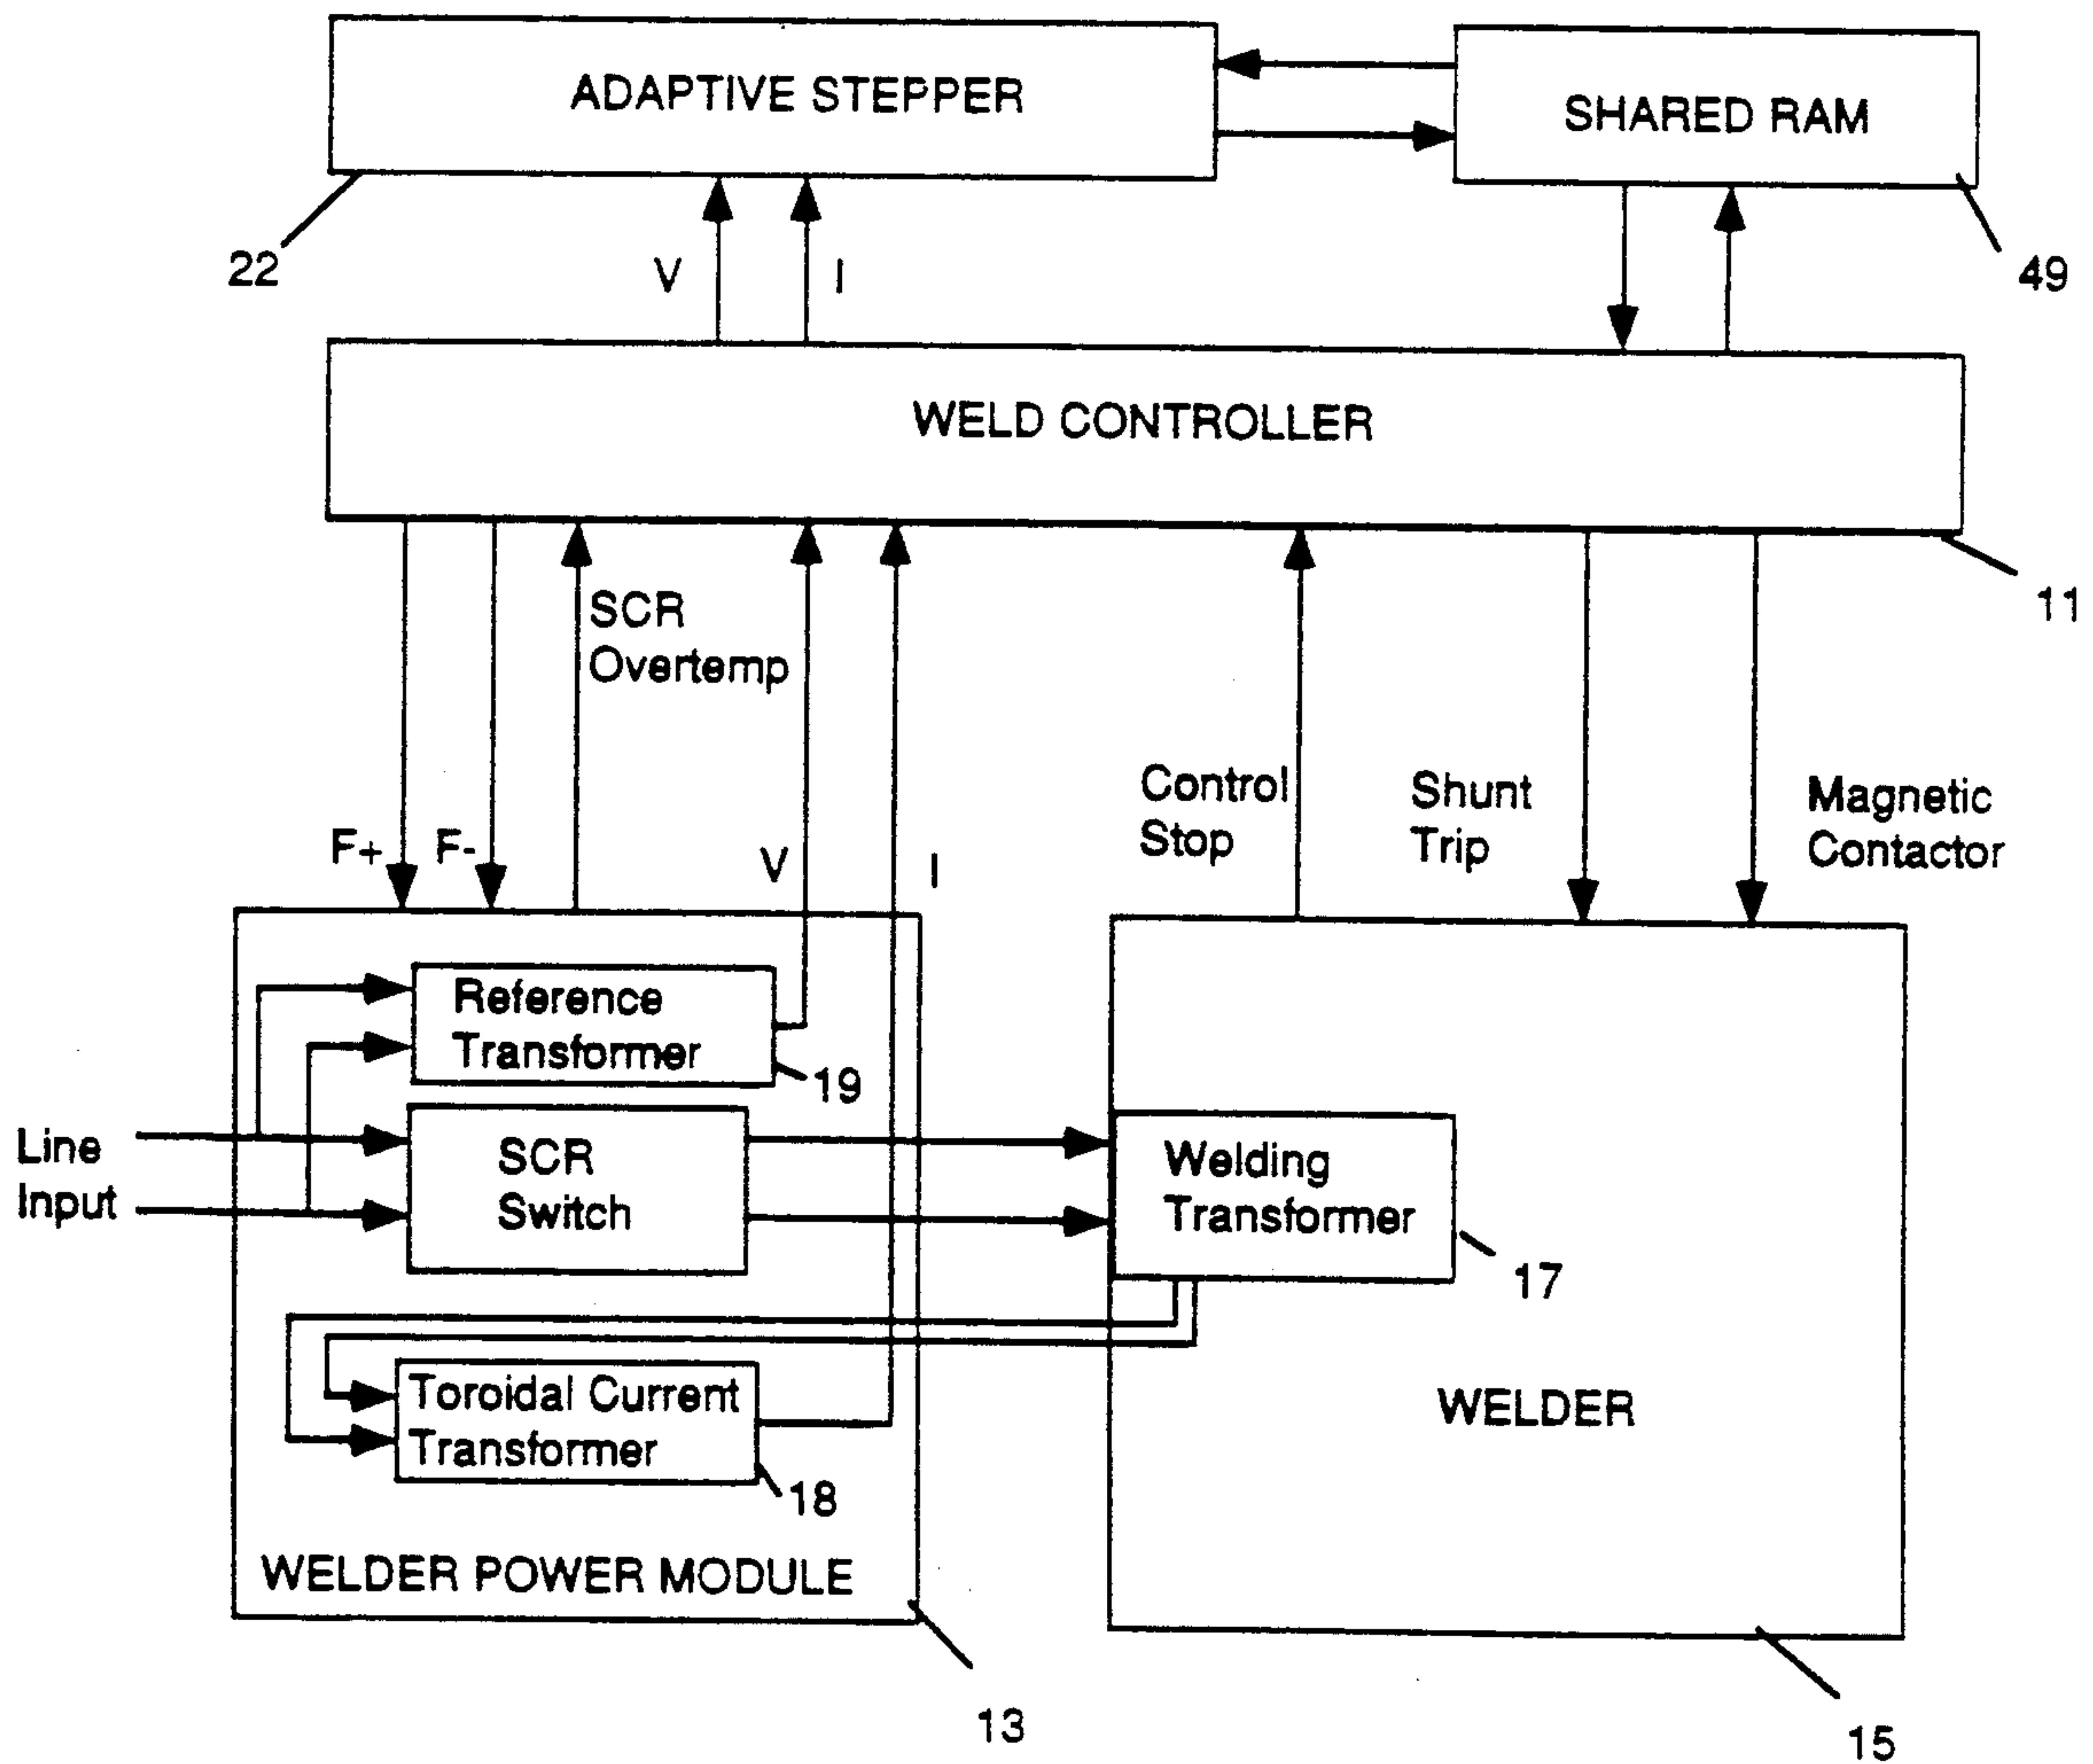 ADAPTIVE STEPPER
SHARED RAM
22
V
I
49
WELD CONTROLLER
11
SCR
Overtemp
F+
F-
V
I
Control
Stop
Shunt
Trip
Magnetic
Contactor
Reference
Transformer
19
Line
Input
SCR
Switch
Welding
Transformer
17
Toroidal Current
Transformer
18
WELDER
WELDER POWER MODULE
13
15